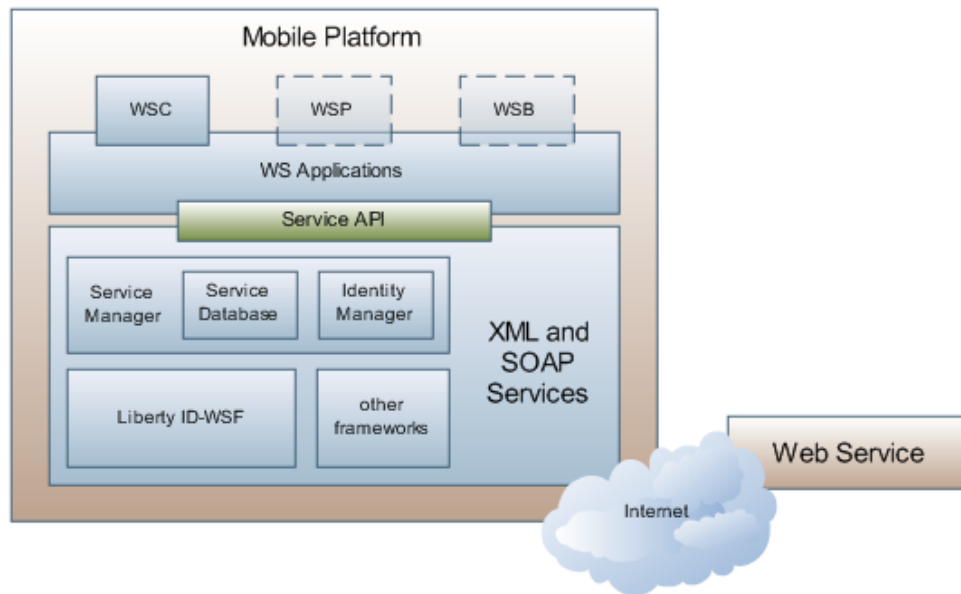 Mobile Platform
WSC
WSP
WSB
WS Applications
Service API
Service
Manager
Service
Database
Identity
Manager
XML and
SOAP
Services
Liberty ID-WSF
other
frameworks
Web Service
Internet